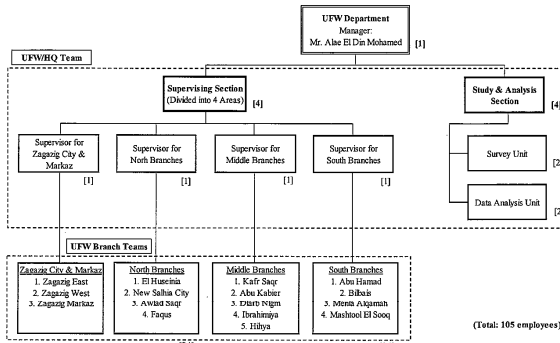 UFW Department
Manager:
Mr. Alae El Din Mohamed
[1]
UFW/HQ Team
Supervising Section
(Divided into 4 Areas)
[4]
Study & Analysis
Section
[4]
Supervisor for
Zagazig City &
Markaz
[1]
Supervisor for
Norh Branches
[1]
Supervisor for
Middle Branches
[1]
Supervisor for
South Branches
[1]
Survey Unit
[2
Data Analysis Unit
[2
UFW Branch Teams
Zagazig City & Markaz
1. Zagazig East
2. Zagazig West
3. Zagazig Markaz
North Branches
1. El Huseinia
2. New Salhia City
3. Awlad Saqr
4. Faqus
Middle Branches
1. Kafr Saqr
2. Abu Kabier
3. Diarb Nigm
4. Ibrahimiya
5. Hihya
South Branches
1. Abu Hamad
2. Bilbais
3. Menia Alqamah
4. Mashtool El Sooq
(Total: 105 employees)